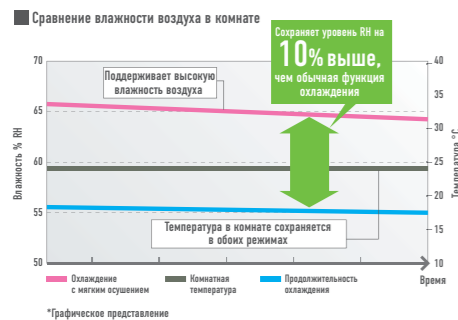 Сравнение влажности воздуха в комнате
Сохраняет уровень RH на
10% выше,
чем обычная функция
охлаждения
Поддерживает высокую
влажность воздуха
70
65
60
55
50
Влажность % RH
40
35
30
25
20
15
10
Температура °C
Температура в комнате сохраняется
в обоих режимах
Время
Охлаждение
с мягким осушением
Комнатная
температура
Продолжительность
охлаждения
*Графическое представление